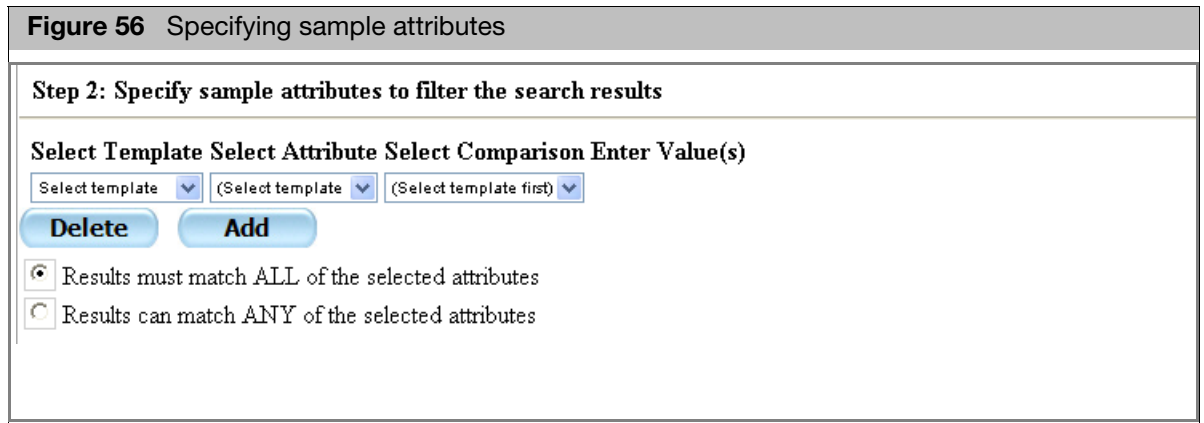 Figure 56 Specifying sample attributes
Step 2: Specify sample attributes to filter the search results
Select Template Select Attribute Select Comparison Enter Value(s)
Select template (Select template (Select template first)
Delete Add
Results must match ALL of the selected attributes
Results can match ANY of the selected attributes